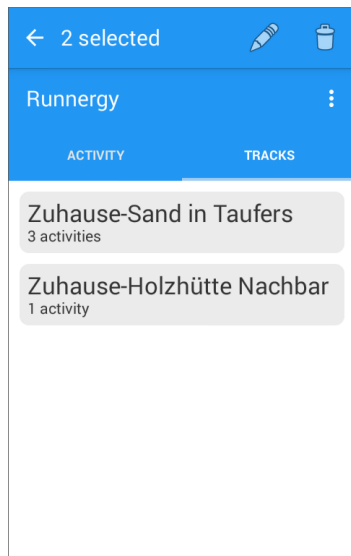 2 selected
Runnergy
ACTIVITY TRACKS
Zuhause-Sand in Taufers
3 activities
Zuhause-Holzhütte Nachbar
1 activity